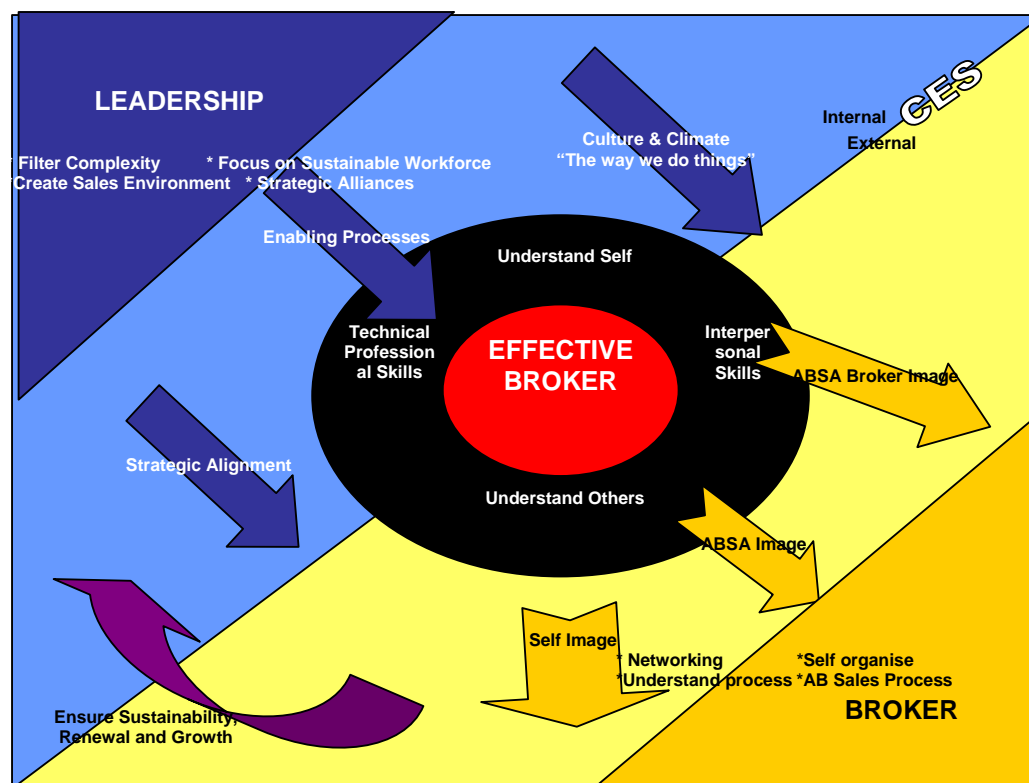 LEADERSHIP
* Filter Complexity * Focus on Sustainable Workforce
*Create Sales Environment * Strategic Alliances
CES
Internal
External
Culture & Climate
“The way we do things”
Enabling Processes
Understand Self
Technical
Profession
al Skills
EFFECTIVE
BROKER
Interper
sonal
Skills
ABSA Broker Image
Strategic Alignment
Understand Others
ABSA Image
Self Image
* Networking *Self organise
*Understand process *AB Sales Process
BROKER
Ensure Sustainability,
Renewal and Growth